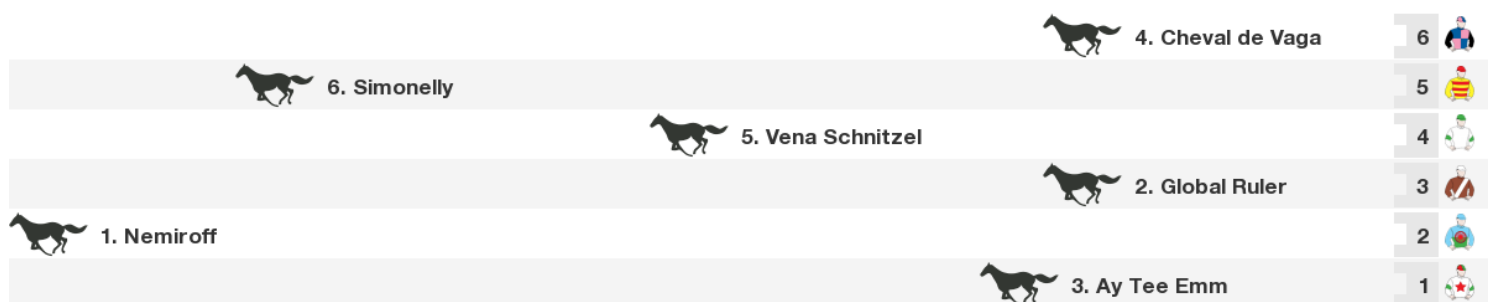 4. Cheval de Vaga 6
6. Simonelly 5
5. Vena Schnitzel 4
2. Global Ruler 3
1. Nemiroff 2
3. Ay Tee Emm 1